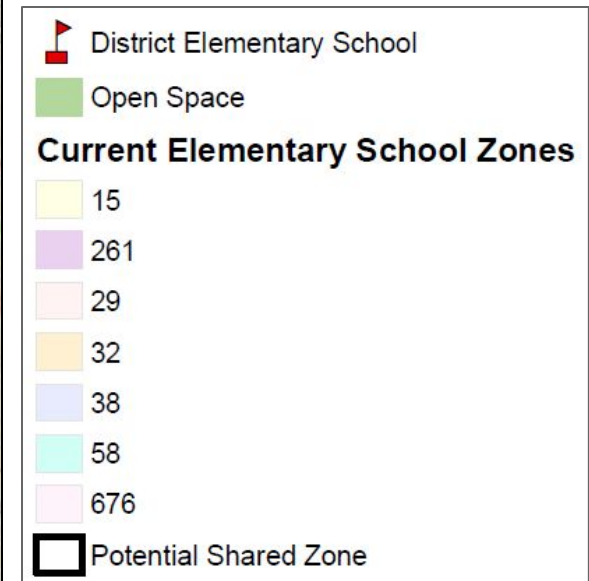 District Elementary School
Open Space
Current Elementary School Zones
15
261
29
32
38
58
676
Potential Shared Zone